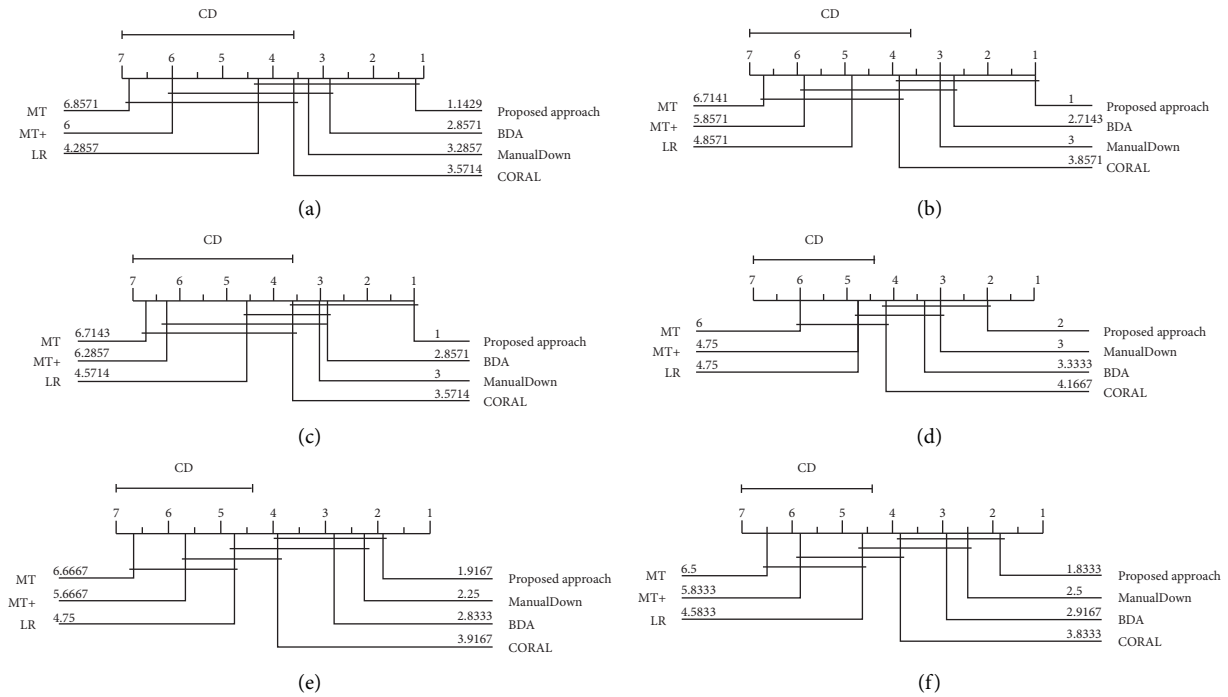 CD
7 6 5 4 3 2 1
MT 6.8571 1.1429 Proposed approach
MT+ 6 2.8571 BDA
LR 4.2857 3.2857 ManualDown
3.5714 CORAL
(a)
CD
7 6 5 4 3 2 1
MT 6.7141 1 Proposed approach
MT+ 5.8571 2.7143 BDA
LR 4.8571 3 ManualDown
3.8571 CORAL
(b)
CD
7 6 5 4 3 2 1
MT 6.7143 1 Proposed approach
MT+ 6.2857 2.8571 BDA
LR 4.5714 3 ManualDown
3.5714 CORAL
(c)
CD
7 6 5 4 3 2 1
MT 6 2 Proposed approach
MT+ 4.75 3 ManualDown
LR 4.75 3.3333 BDA
4.1667 CORAL
(d)
CD
7 6 5 4 3 2 1
MT 6.6667 1.9167 Proposed approach
MT+ 5.6667 2.25 ManualDown
LR 4.75 2.8333 BDA
3.9167 CORAL
(e)
CD
7 6 5 4 3 2 1
MT 6.5 1.8333 Proposed approach
MT+ 5.8333 2.5 ManualDown
LR 4.5833 2.9167 BDA
3.8333 CORAL
(f)